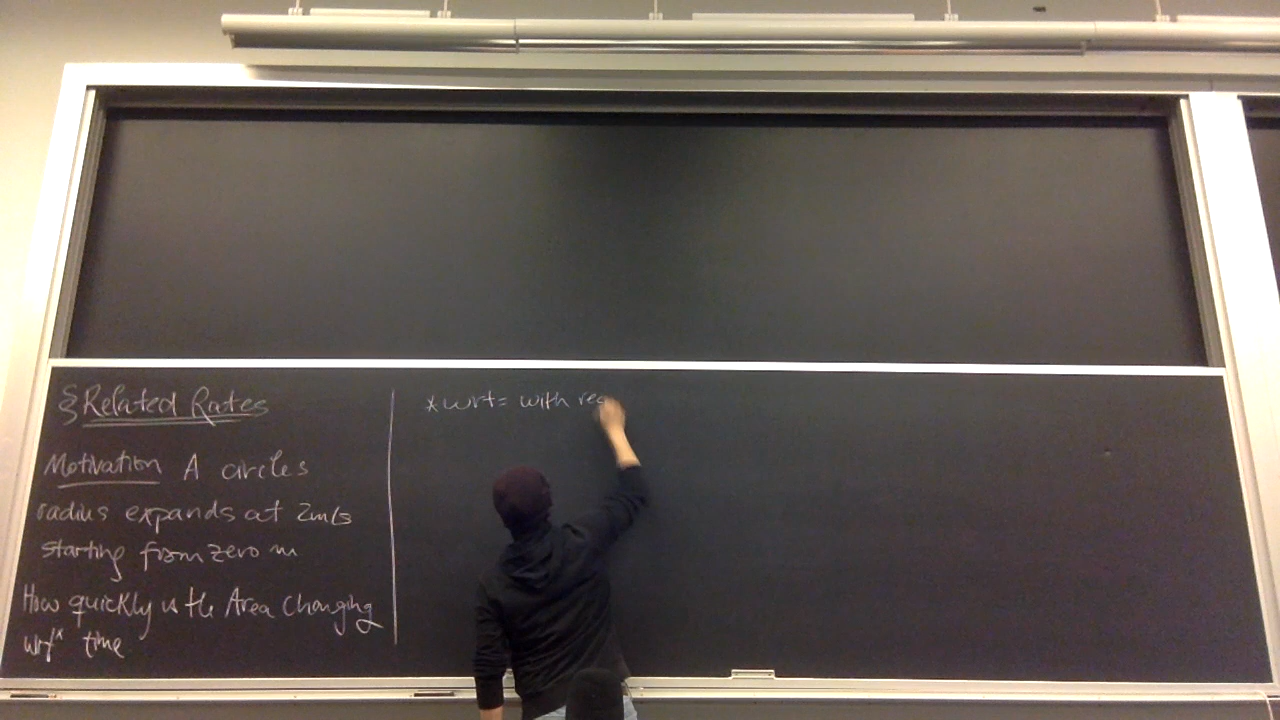 § Related Rates
Motivation A circles
radius expands at 2m/s
starting from zero m
How quickly is the Area Changing
wrt* time
*wrt= with re